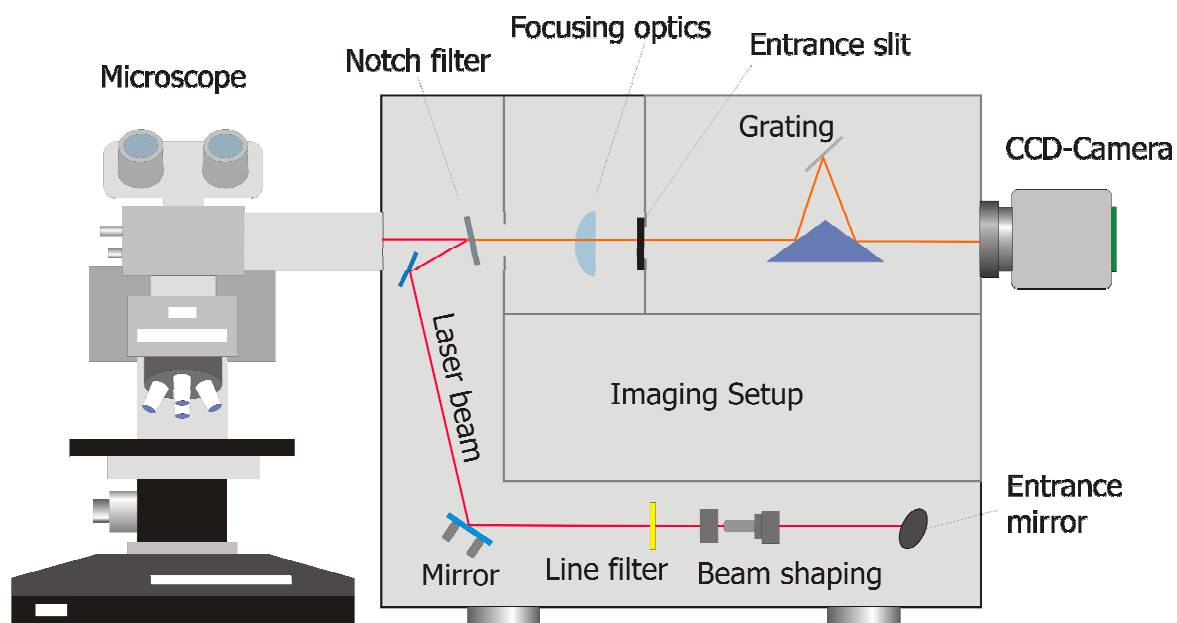 Focusing optics
Entrance slit
Notch filter
Microscope
Grating
CCD-Camera
Laser beam
Imaging Setup
Entrance
mirror
Mirror
Line filter
Beam shaping